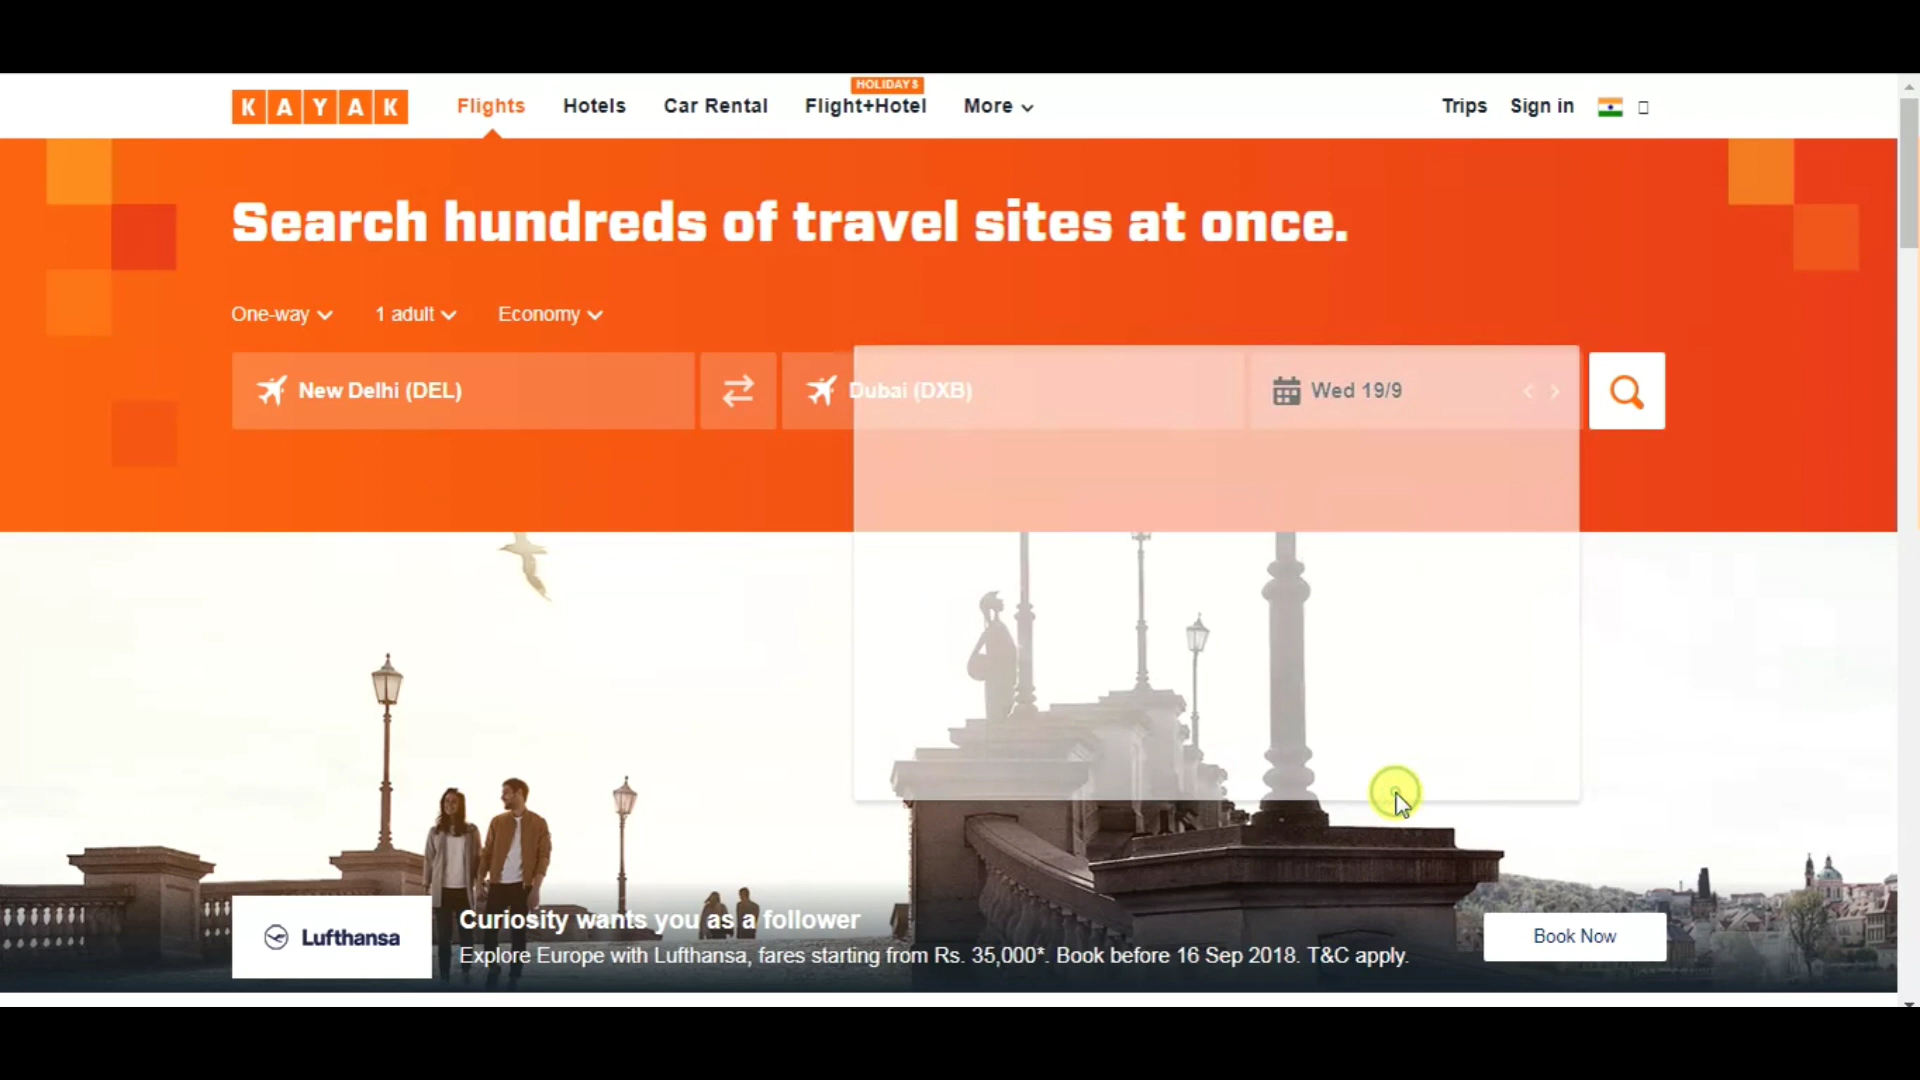 KAYAK
Flights
Hotels
Car Rental
HOLIDAYS
Flight+Hotel
More
Trips
Sign in
Search hundreds of travel sites at once.
One-way
1 adult
Economy
New Delhi (DEL)
Dubai (DXB)
Wed 19/9
Lufthansa
Curiosity wants you as a follower
Explore Europe with Lufthansa, fares starting from Rs. 35,000*. Book before 16 Sep 2018. T&C apply.
Book Now